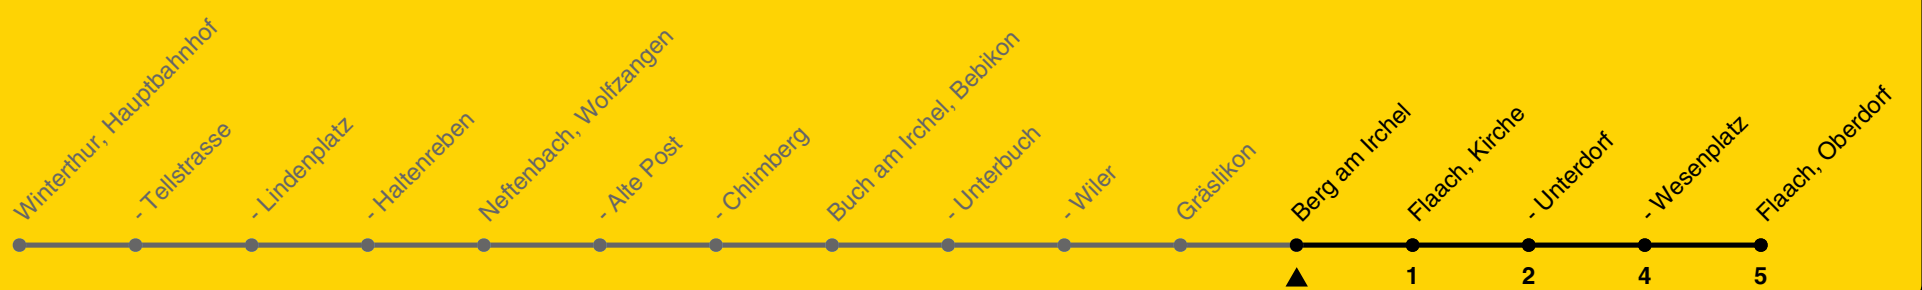 Winterthur, Hauptbahnhof
- Tellstrasse
- Lindenplatz
- Haltenreben
Neftenbach, Wolfzangen
- Alte Post
- Chlimberg
Buch am Irchel, Bebikon
- Unterbuch
- Wiler
Gräslikon
Berg am Irchel
Flaach, Kirche
- Unterdorf
- Wesenplatz
Flaach, Oberdorf
1 2 4 5